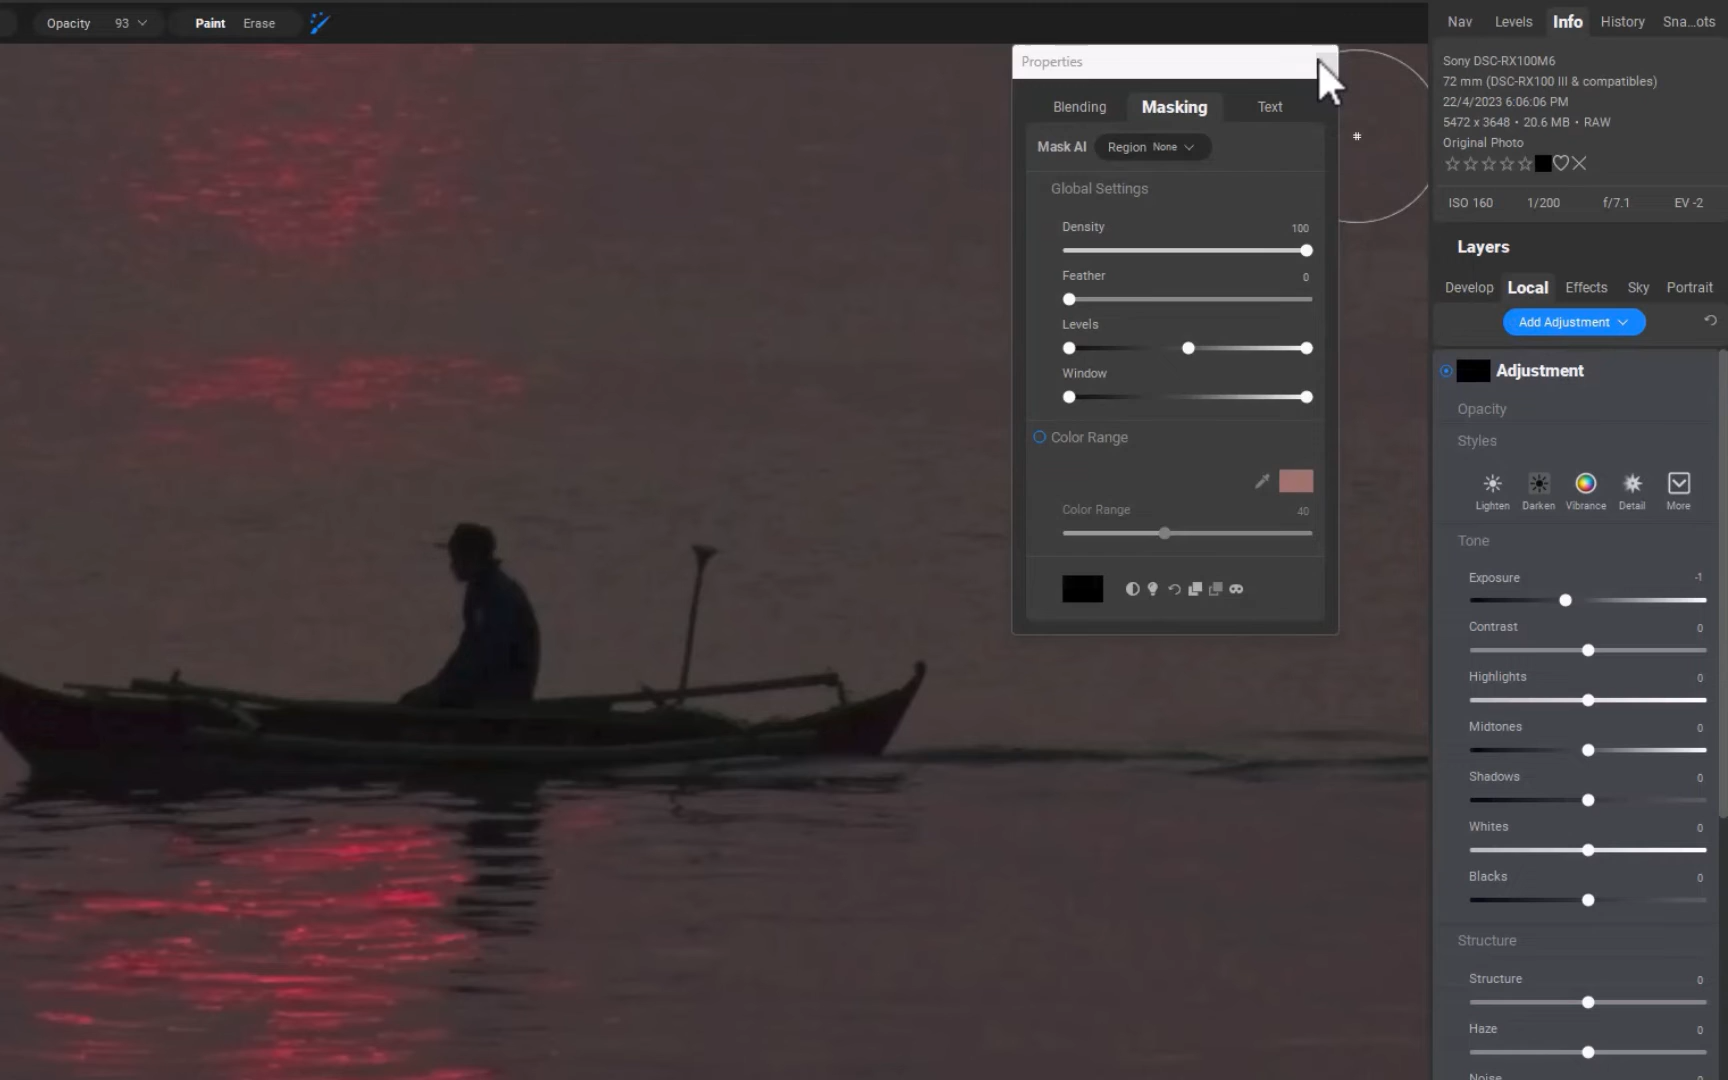 Opacity 93 Paint Erase
Nav Levels Info History Sna...ots
Sony DSC-RX100M6
72 mm (DSC-RX100 III & compatibles)
22/4/2023 6:06:06 PM
5472 x 3648 • 20.6 MB • RAW
Original Photo
ISO 160 1/200 f/7.1 EV -2
Properties
Blending Masking Text
Mask AI Region None
Global Settings
Density 100
Feather 0
Levels
Window
Color Range
Color Range 40
Layers
Develop Local Effects Sky Portrait
Add Adjustment
Adjustment
Opacity
Styles
Lighten Darken Vibrance Detail More
Tone
Exposure -1
Contrast 0
Highlights 0
Midtones 0
Shadows 0
Whites 0
Blacks 0
Structure
Structure 0
Haze 0